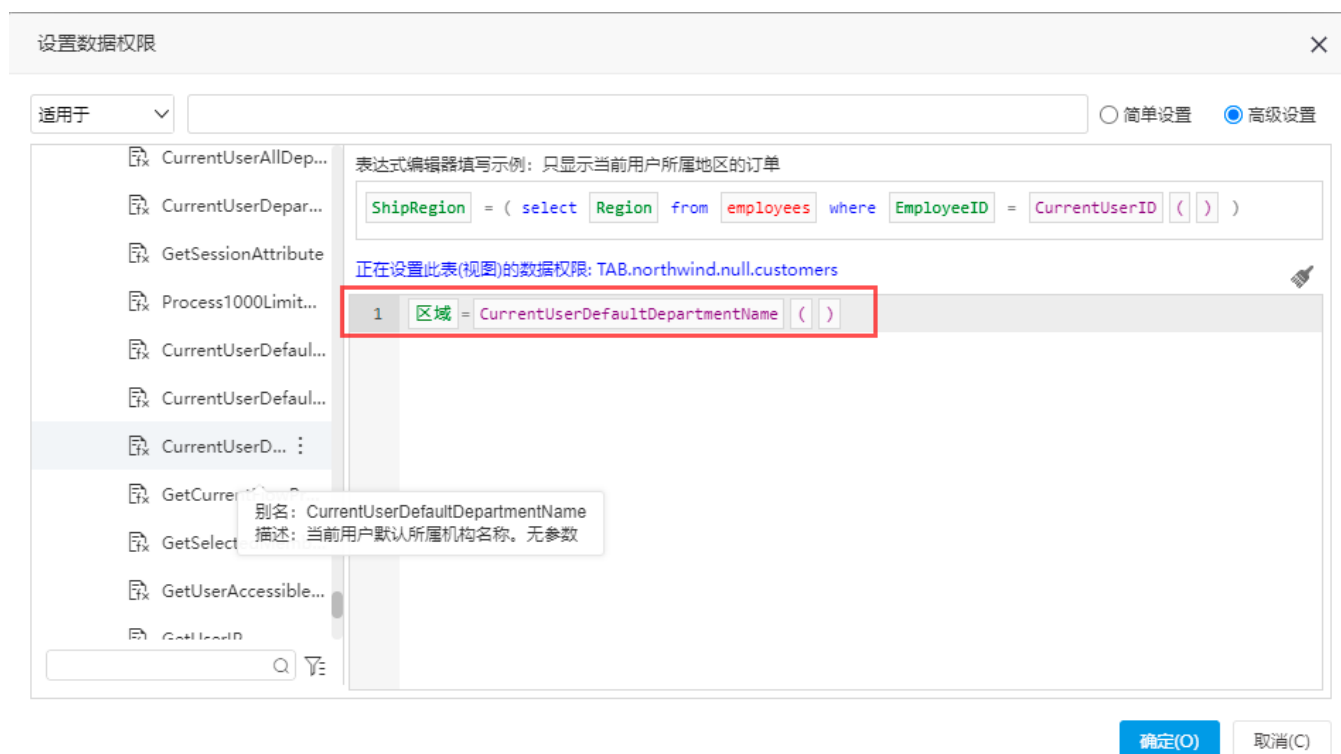 设置数据权限
适用于
简单设置
高级设置
CurrentUserAllDep...
CurrentUserDepar...
GetSessionAttribute
Process1000Limit...
CurrentUserDefaul...
CurrentUserDefaul...
CurrentUserD...
GetCurren
GetSelect
GetUserAccessible...
GetUserIP
别名：CurrentUserDefaultDepartmentName
描述：当前用户默认所属机构名称。无参数
表达式编辑器填写示例：只显示当前用户所属地区的订单
ShipRegion = ( select Region from employees where EmployeeID = CurrentUserID ( ) )
正在设置此表(视图)的数据权限: TAB.northwind.null.customers
1 区域 = CurrentUserDefaultDepartmentName ( )
确定(O)
取消(C)